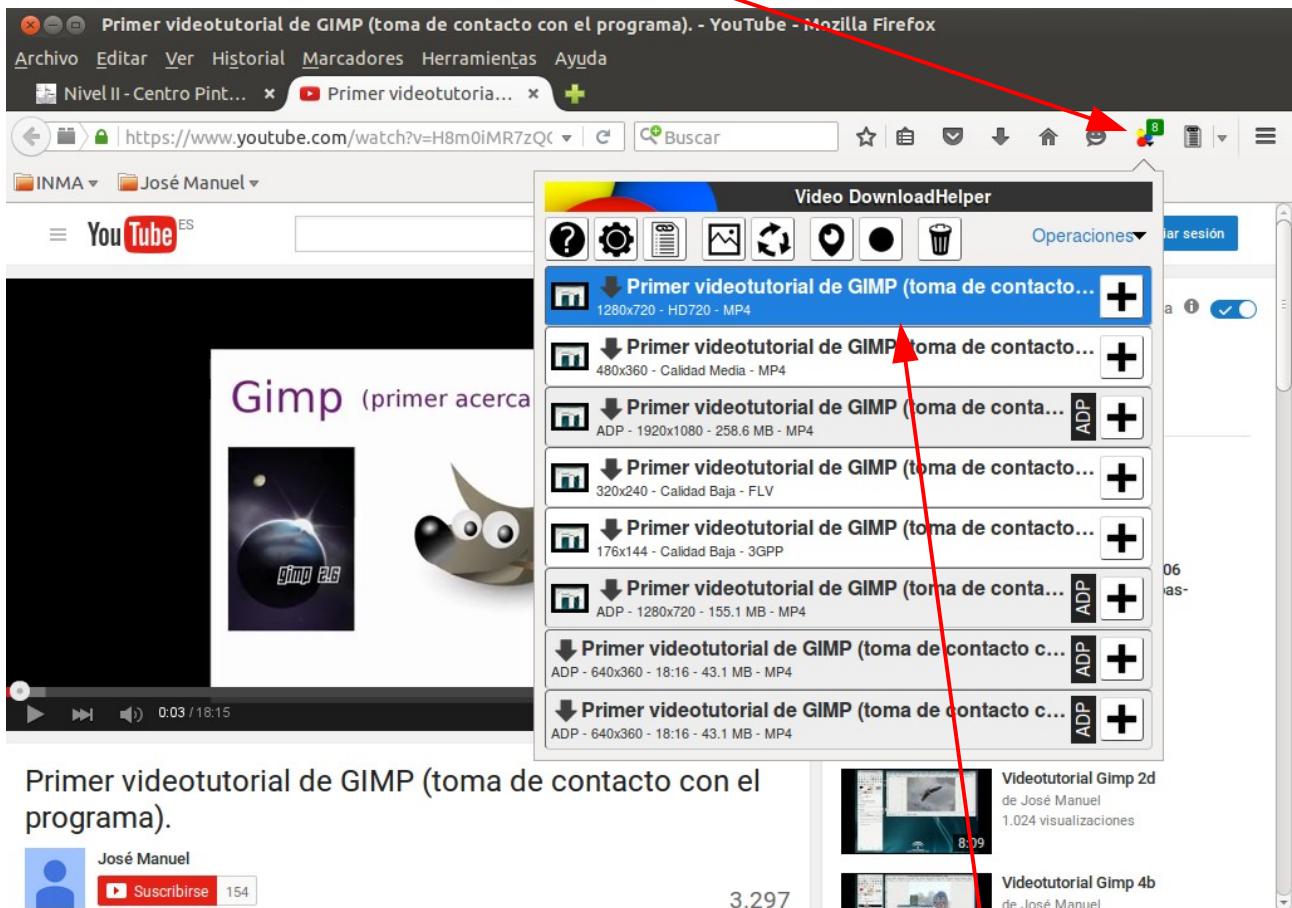 Primer videotutorial de GIMP (toma de contacto con el programa). - YouTube - Mozilla Firefox
Archivo Editar Ver Historial Marcadores Herramientas Ayuda
Nivel II - Centro Pint... × Primer videotutoria... ×
https://www.youtube.com/watch?v=H8m0iMR7zQ
Buscar
8
INMA José Manuel
Video DownloadHelper
YouTube ES
Operaciones
iar sesión
Primer videotutorial de GIMP (toma de contacto...
1280x720 - HD720 - MP4
a
Primer videotutorial de GIMP (toma de contacto...
480x360 - Calidad Media - MP4
Gimp (primer acerca
Primer videotutorial de GIMP (toma de conta... ADP
ADP - 1920x1080 - 258.6 MB - MP4
Primer videotutorial de GIMP (toma de contacto...
320x240 - Calidad Baja - FLV
Primer videotutorial de GIMP (toma de contacto...
176x144 - Calidad Baja - 3GPP
gimp 2.6
06
as-
Primer videotutorial de GIMP (toma de conta... ADP
ADP - 1280x720 - 155.1 MB - MP4
Primer videotutorial de GIMP (toma de contacto c... ADP
ADP - 640x360 - 18:16 - 43.1 MB - MP4
Primer videotutorial de GIMP (toma de contacto c... ADP
ADP - 640x360 - 18:16 - 43.1 MB - MP4
0:03 / 18:15
Primer videotutorial de GIMP (toma de contacto con el
programa).
José Manuel
Suscribirse 154
3.297
Videotutorial Gimp 2d
de José Manuel
1.024 visualizaciones
8:09
Videotutorial Gimp 4b
de José Manuel